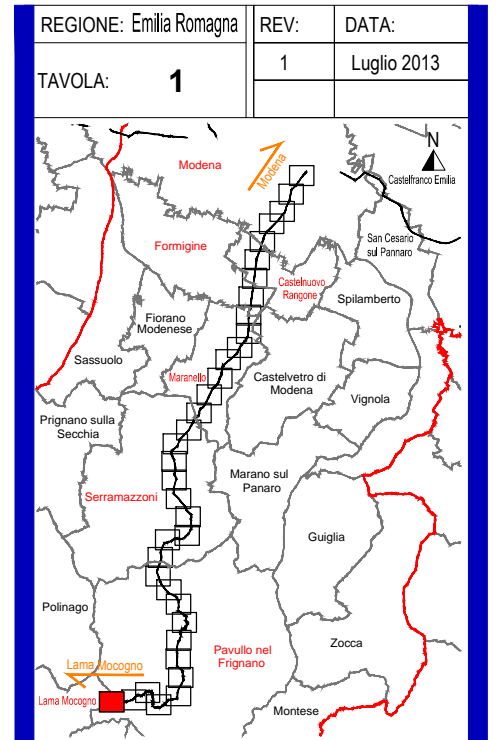 REGIONE: Emilia Romagna
REV:
DATA:
TAVOLA: 1
1
Luglio 2013
N
Modena
Modena
Castelfranco Emilia
Formigine
San Cesario
sul Pannaro
Castelnuovo
Rangone
Spilamberto
Fiorano
Modenese
Sassuolo
Maranello
Castelvetro di
Modena
Vignola
Prignano sulla
Secchia
Marano sul
Panaro
Serramazzoni
Guiglia
Polinago
Zocca
Pavullo nel
Frignano
Lama Mocogno
Lama Mocogno
Montese